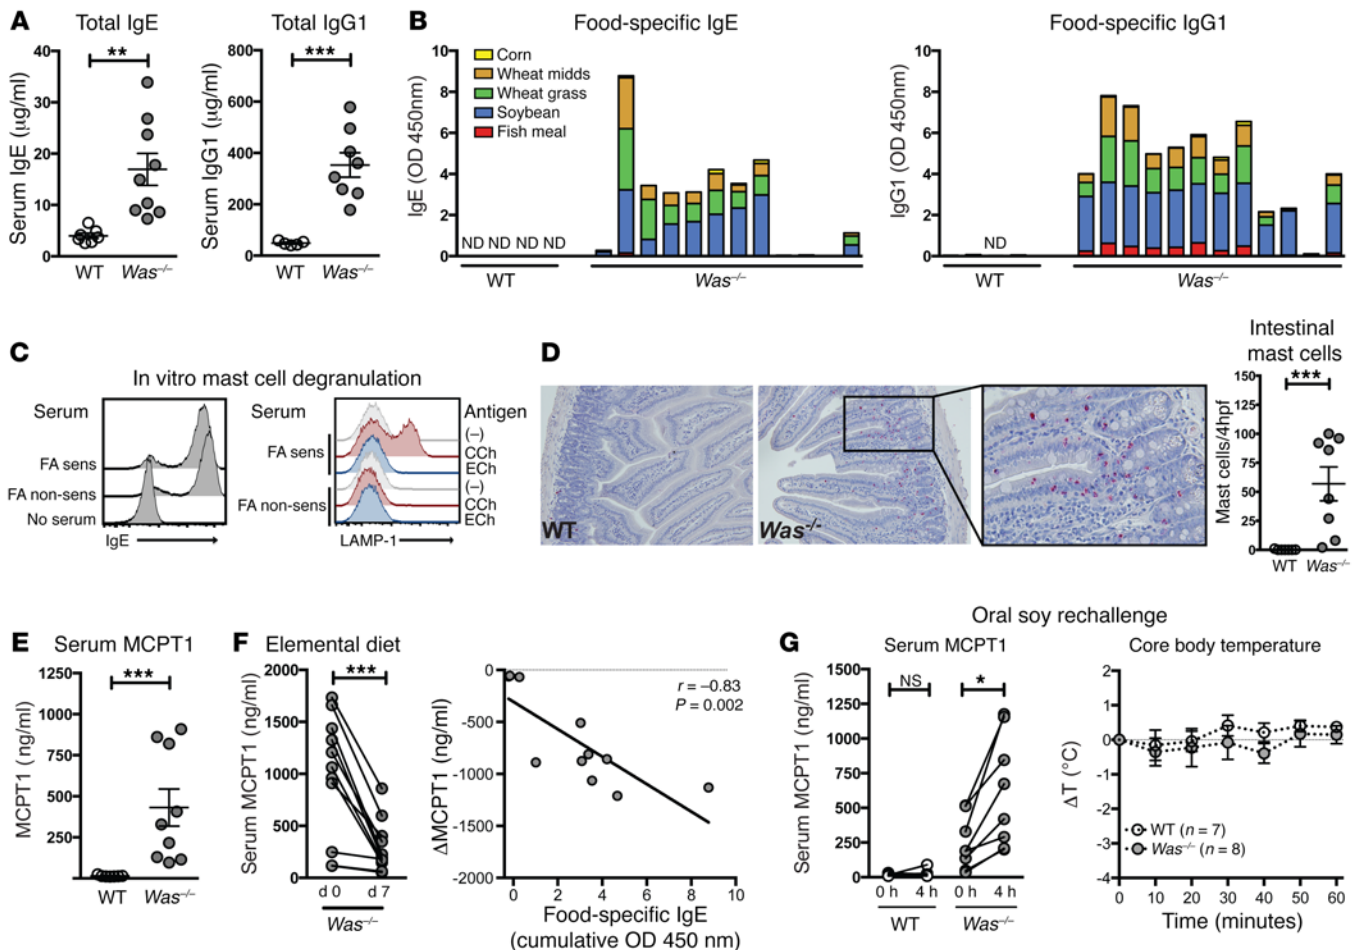 A
Total IgE
**
Serum IgE (μg/ml)
40
30
20
10
0
WT
Was–/–
Total IgG1
***
Serum IgG1 (μg/ml)
800
600
400
200
0
WT
Was–/–
B
Food-specific IgE
IgE (OD 450nm)
10
8
6
4
2
0
Corn
Wheat midds
Wheat grass
Soybean
Fish meal
ND ND ND ND
WT
Was–/–
Food-specific IgG1
IgG1 (OD 450nm)
10
8
6
4
2
0
ND
WT
Was–/–
C
In vitro mast cell degranulation
Serum
FA sens
FA non-sens
No serum
IgE
Serum
FA sens
FA non-sens
LAMP-1
Antigen
(–)
CCh
ECh
(–)
CCh
ECh
D
WT
Was-/-
Intestinal
mast cells
***
Mast cells/4hpf
150
125
100
75
50
25
0
WT
Was–/–
E
Serum MCPT1
***
MCPT1 (ng/ml)
1250
1000
750
500
250
WT
Was–/–
F
Elemental diet
***
Serum MCPT1 (ng/ml)
2000
1500
1000
500
0
d 0
d 7
Was–/–
ΔMCPT1 (ng/ml)
0
-500
-1000
-1500
-2000
r = –0.83
P = 0.002
0
2
4
6
8
10
Food-specific IgE
(cumulative OD 450 nm)
Oral soy rechallenge
G
Serum MCPT1
NS
*
Serum MCPT1 (ng/ml)
1500
1250
1000
750
500
250
0
0 h
4 h
0 h
4 h
WT
Was–/–
Core body temperature
ΔT (°C)
2
1
0
-1
-2
-3
-4
WT (n = 7)
Was–/– (n = 8)
0
10
20
30
40
50
60
Time (minutes)